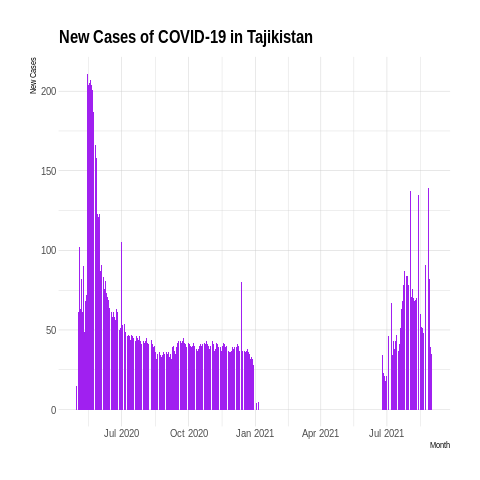 New Cases of COVID-19 in Tajikistan
New Cases
200
150
100
50
0
Jul 2020 Oct 2020 Jan 2021 Apr 2021 Jul 2021
Month